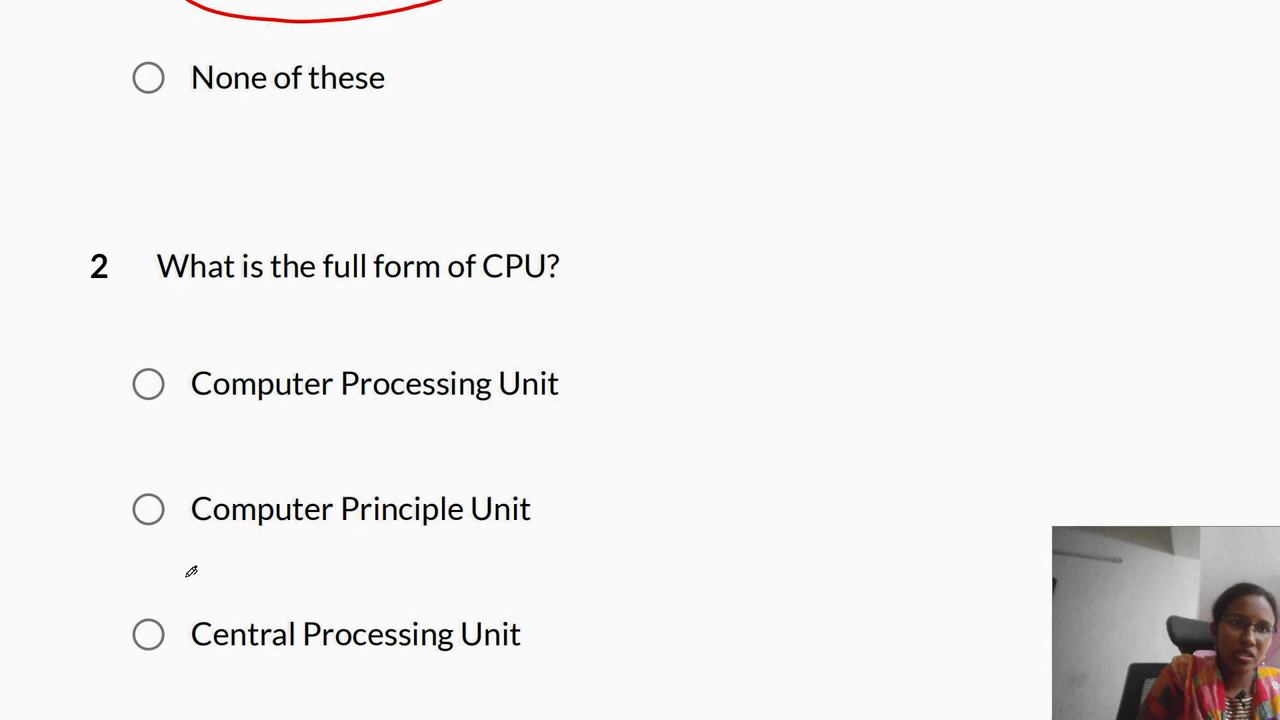 None of these
2 What is the full form of CPU?
Computer Processing Unit
Computer Principle Unit
Central Processing Unit